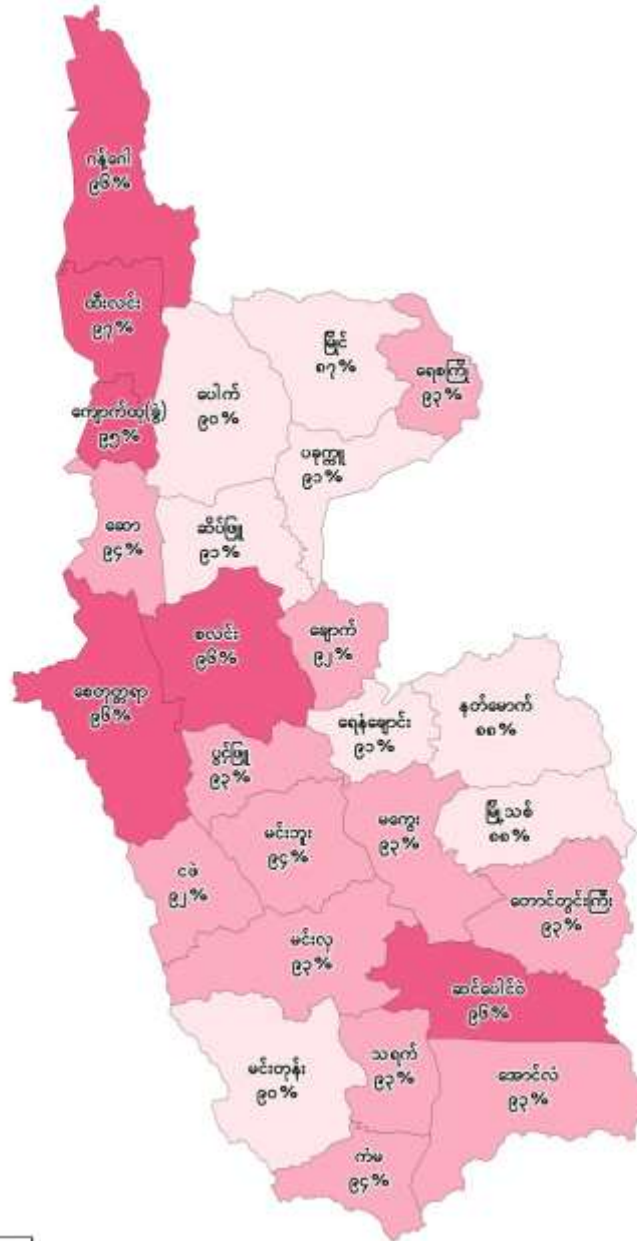 ဂန့်ဂေါ
၉၆%
ထီးလင်း
၉၇%
မြိုင်
၈၇%
ရေစကြို
၉၃%
ပေါက်
၉၀%
ကျောက်ထု(ခွဲ)
၉၅%
ပခုက္ကူ
၉၁%
ဆော
၉၄%
ဆိပ်ဖြူ
၉၁%
စလင်း
၉၆%
ချောက်
၉၂%
စေတုတ္တရာ
၉၆%
နတ်မောက်
၈၈%
ရေနံချောင်း
၉၁%
ပွင့်ဖြူ
၉၃%
မြို့သစ်
၈၈%
မင်းဘူး
၉၄%
မကွေး
၉၃%
ငဖဲ
၉၂%
တောင်တွင်းကြီး
၉၃%
မင်းလှ
၉၃%
ဆင်ပေါင်ဝဲ
၉၆%
မင်းတုန်း
၉၀%
သရက်
၉၃%
အောင်လံ
၉၃%
ကံမ
၉၄%